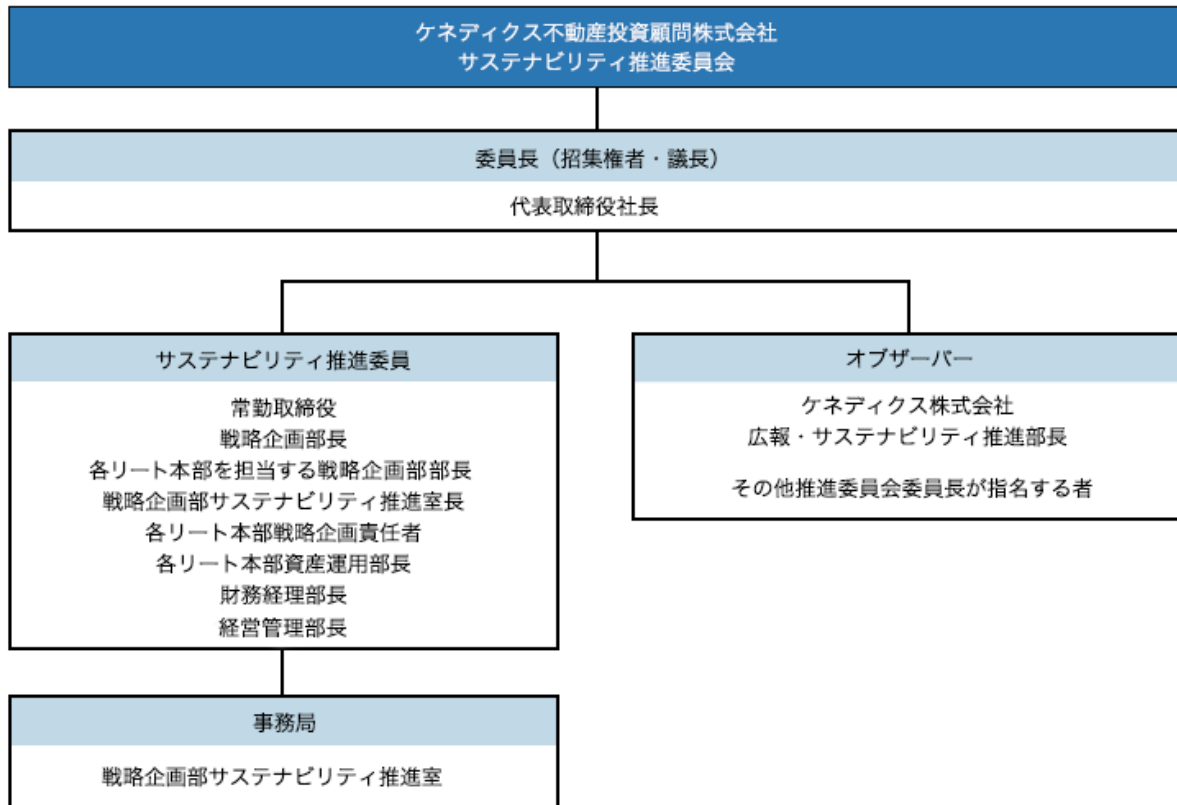 ケネディクス不動産投資顧問株式会社
サステナビリティ推進委員会
委員長（招集権者・議長）
代表取締役社長
サステナビリティ推進委員
常勤取締役
戦略企画部長
各リート本部を担当する戦略企画部部長
戦略企画部サステナビリティ推進室長
各リート本部戦略企画責任者
各リート本部資産運用部長
財務経理部長
経営管理部長
オブザーバー
ケネディクス株式会社
広報・サステナビリティ推進部長
その他推進委員会委員長が指名する者
事務局
戦略企画部サステナビリティ推進室